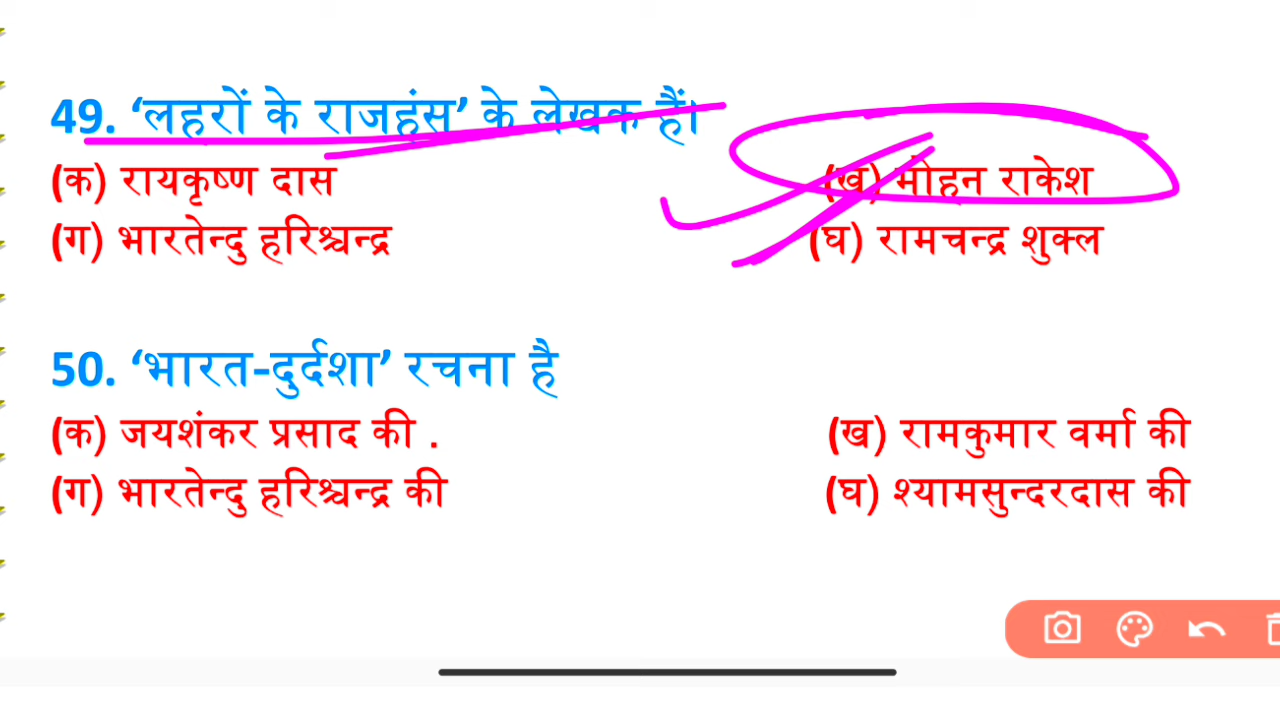 49. ‘लहरों के राजहंस’ के लेखक हैं।
(क) रायकृष्ण दास (ख) मोहन राकेश
(ग) भारतेन्दु हरिश्चन्द्र (घ) रामचन्द्र शुक्ल
50. ‘भारत-दुर्दशा’ रचना है
(क) जयशंकर प्रसाद की . (ख) रामकुमार वर्मा की
(ग) भारतेन्दु हरिश्चन्द्र की (घ) श्यामसुन्दरदास की